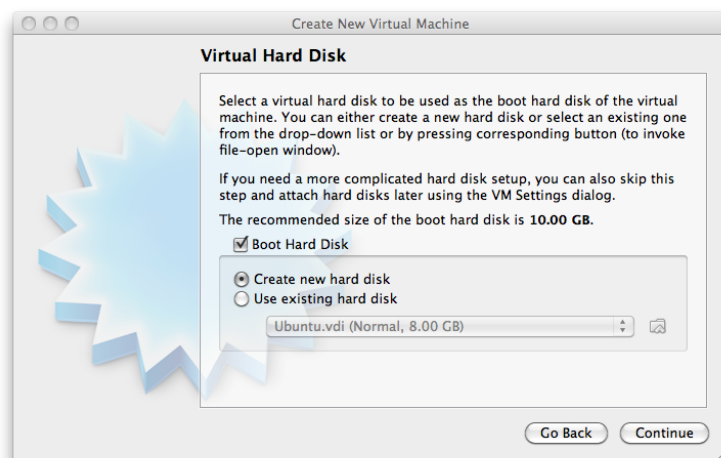 Create New Virtual Machine
Virtual Hard Disk
Select a virtual hard disk to be used as the boot hard disk of the virtual
machine. You can either create a new hard disk or select an existing one
from the drop-down list or by pressing corresponding button (to invoke
file-open window).
If you need a more complicated hard disk setup, you can also skip this
step and attach hard disks later using the VM Settings dialog.
The recommended size of the boot hard disk is 10.00 GB.
Boot Hard Disk
Create new hard disk
Use existing hard disk
Ubuntu.vdi (Normal, 8.00 GB)
Go Back Continue